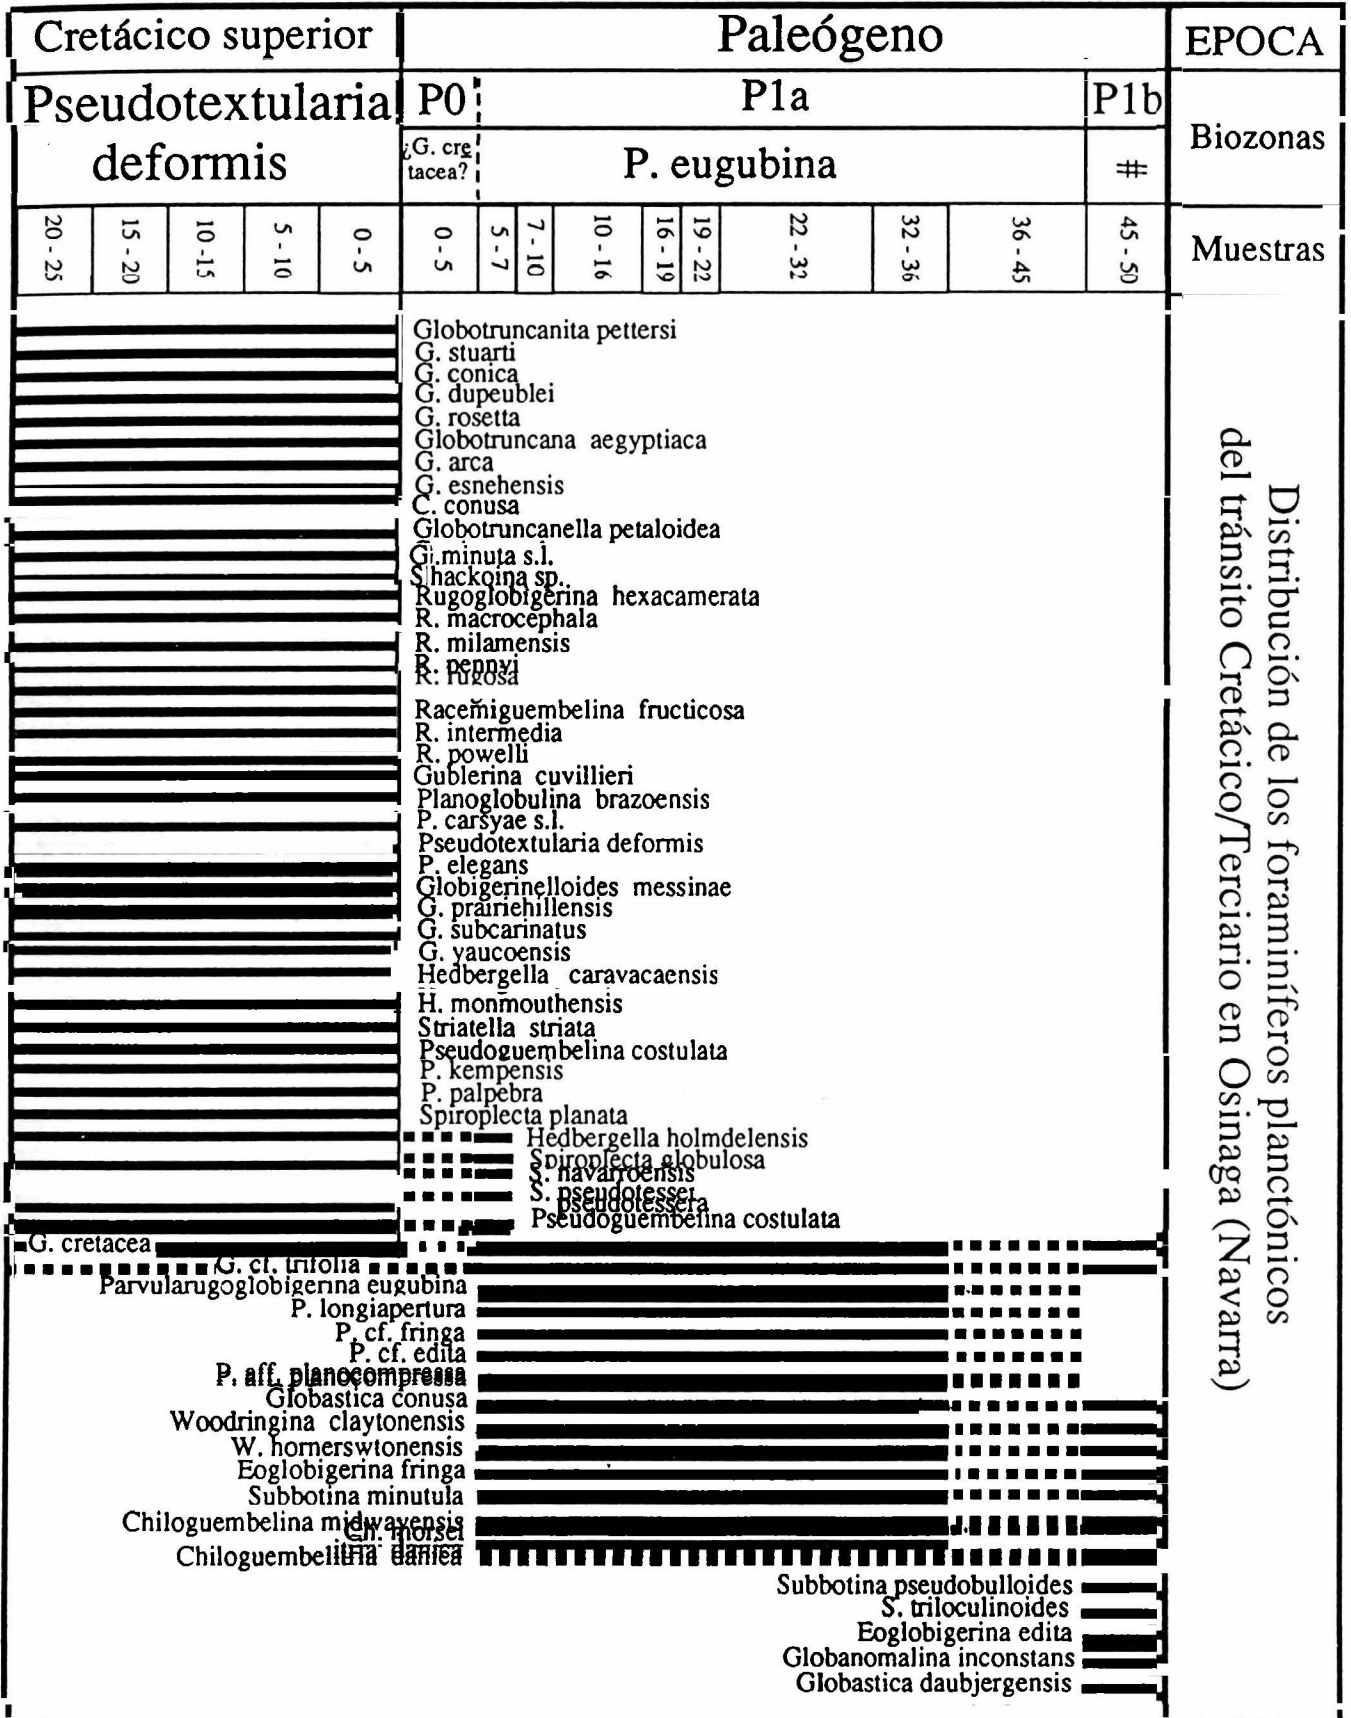 Cretácico superior
Paleógeno
EPOCA
Pseudotextularia
deformis
P0
P1a
P1b
Biozonas
¿G. cre
tacea?
P. eugubina
#
20 - 25
15 - 20
10 -15
5 - 10
0 - 5
0 - 5
5 - 7
7 - 10
10 - 16
16 - 19
19 - 22
22 - 32
32 - 36
36 - 45
45 - 50
Muestras
Globotruncanita pettersi
G. stuarti
G. conica
G. dupeublei
G. rosetta
Globotruncana aegyptiaca
G. arca
G. esnehensis
C. conusa
Globotruncanella petaloidea
G.minuta s.l.
Shackoina sp.
Rugoglobigerina hexacamerata
R. macrocephala
R. milamensis
R. pennyi
R. rugosa
Racemiguembelina fructicosa
R. intermedia
R. powelli
Gublerina cuvillieri
Planoglobulina brazoensis
P. carsyae s.l.
Pseudotextularia deformis
P. elegans
Globigerinelloides messinae
G. prairiehillensis
G. subcarinatus
G. yaucoensis
Hedbergella caravacaensis
H. monmouthensis
Striatella striata
Pseudoguembelina costulata
P. kempensis
P. palpebra
Spiroplecta planata
Hedbergella holmdelensis
Spiroplecta globulosa
S. navarroensis
S. pseudotessera
pseudotessera
Pseudoguembelina costulata
G. cretacea
G. cf. trifolia
Parvularugoglobigerina eugubina
P. longiapertura
P. cf. fringa
P. cf. edita
P. aff. planocompressa
Globastica conusa
Woodringina claytonensis
W. hornerswtonensis
Eoglobigerina fringa
Subbotina minutula
Chiloguembelina midwayensis
Ch. morsei
Chiloguembelitria danica
Subbotina pseudobulloides
S. triloculinoides
Eoglobigerina edita
Globanomalina inconstans
Globastica daubjergensis
Distribución de los foraminíferos planctónicos
del tránsito Cretácico/Terciario en Osinaga (Navarra)